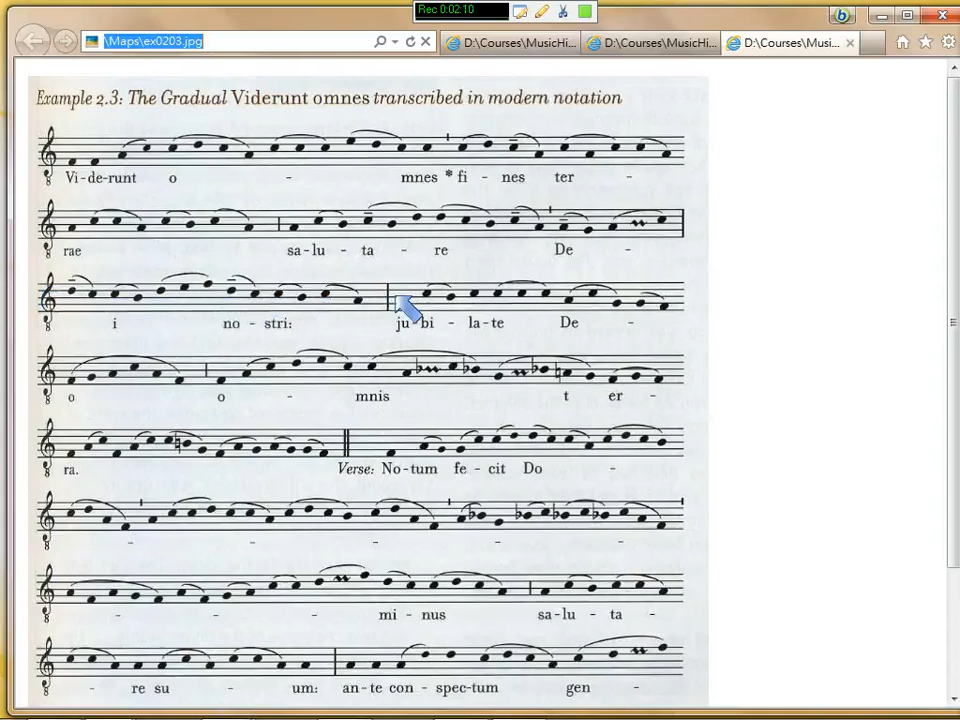 Rec 0:02:10
\Maps\ex0203.jpg
D:\Courses\MusicHi...
D:\Courses\MusicHi...
D:\Courses\Musi...
Example 2.3: The Gradual Viderunt omnes transcribed in modern notation
Vi-de-runt o - mnes * fi - nes ter -
rae sa-lu - ta - re De -
i no - stri: ju - bi - la-te De -
o o - mnis t er -
ra. Verse: No-tum fe - cit Do -
- - - - -
- - - mi - nus sa-lu - ta -
- re su - um: an-te con - spec-tum gen -